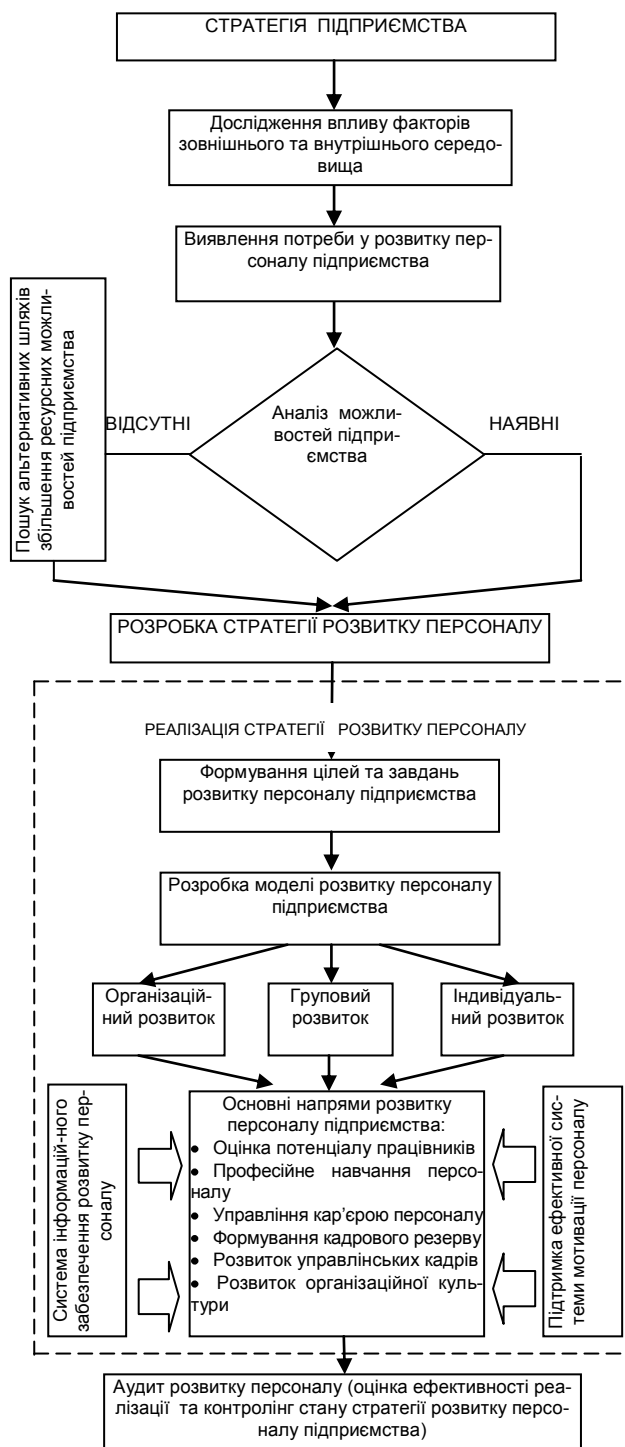 СТРАТЕГІЯ ПІДПРИЄМСТВА
Дослідження впливу факторів
зовнішнього та внутрішнього середо-
вища
Виявлення потреби у розвитку пер-
соналу підприємства
Пошук альтернативних шляхів
збільшення ресурсних можли-
востей підприємства
ВІДСУТНІ
Аналіз можли-
востей підпри-
ємства
НАЯВНІ
РОЗРОБКА СТРАТЕГІЇ РОЗВИТКУ ПЕРСОНАЛУ
РЕАЛІЗАЦІЯ СТРАТЕГІЇ РОЗВИТКУ ПЕРСОНАЛУ
Формування цілей та завдань
розвитку персоналу підприємства
Розробка моделі розвитку персоналу
підприємства
Організацій-
ний розвиток
Груповий
розвиток
Індивідуаль-
ний розвиток
Система інформацій-ного
забезпечення розвитку пер-
соналу
Основні напрями розвитку
персоналу підприємства:
● Оцінка потенціалу працівників
● Професійне навчання персо-
налу
● Управління кар’єрою персоналу
● Формування кадрового резерву
● Розвиток управлінських кадрів
● Розвиток організаційної куль-
тури
Підтримка ефективної сис-
теми мотивації персоналу
Аудит розвитку персоналу (оцінка ефективності реа-
лізації та контролінг стану стратегії розвитку персо-
налу підприємства)